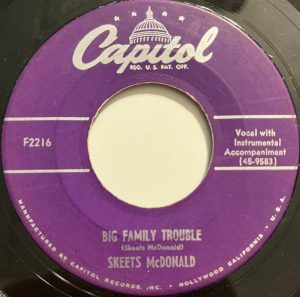 Capitol
REG. U.S. PAT. OFF.
F2216
Vocal with
Instrumental
Accompaniment
(45-9583)
BIG FAMILY TROUBLE
(Skeets McDonald)
SKEETS McDONALD
MANUFACTURED BY CAPITOL RECORDS, INC. • HOLLYWOOD CALIFORNIA • U.S.A.